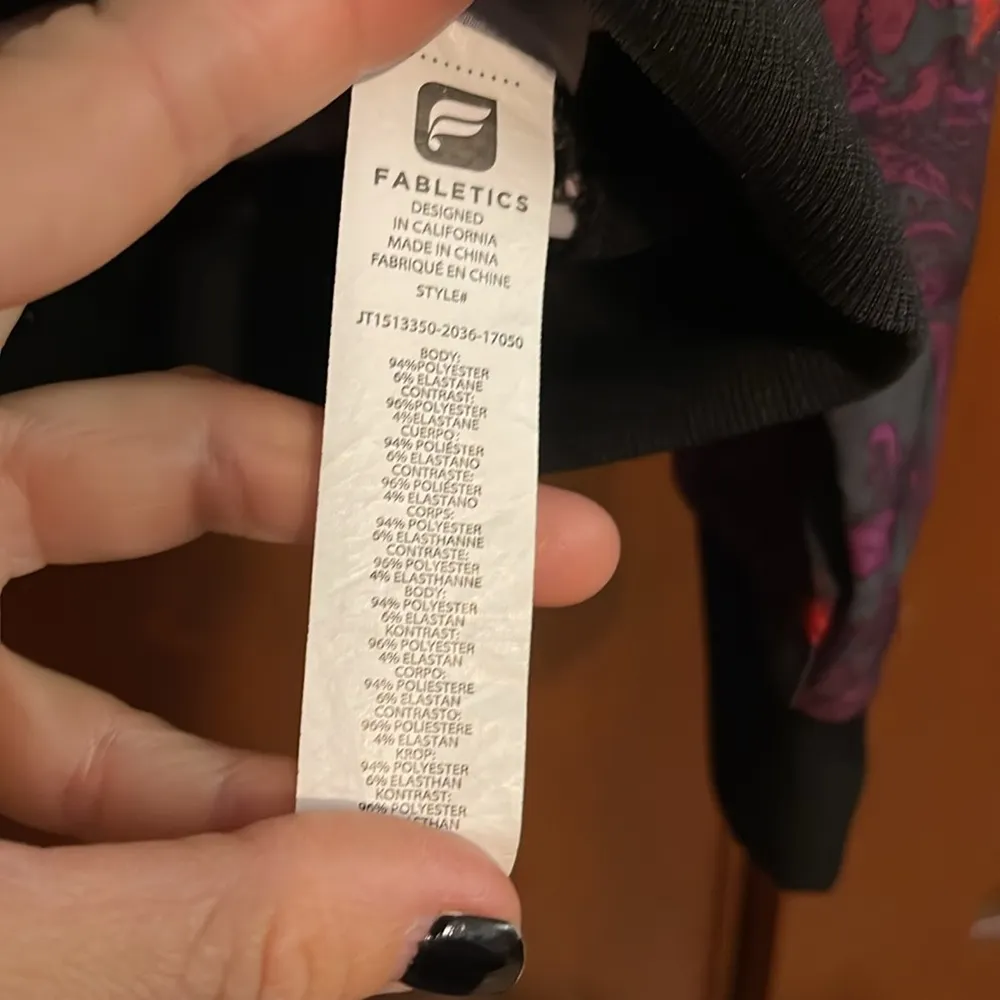 FABLETICS
DESIGNED
IN CALIFORNIA
MADE IN CHINA
FABRIQUÉ EN CHINE
STYLE#
JT1513350-2036-17050
BODY:
94%POLYESTER
6% ELASTANE
CONTRAST:
96%POLYESTER
4%ELASTANE
CUERPO:
94% POLIÉSTER
6% ELASTANO
CONTRASTE:
96% POLIÉSTER
4% ELASTANO
CORPS:
94% POLYESTER
6% ELASTHANNE
CONTRASTE:
96% POLYESTER
4% ELASTHANNE
BODY:
94% POLYESTER
6% ELASTAN
KONTRAST:
96% POLYESTER
4% ELASTAN
CORPO:
94% POLIESTERE
6% ELASTAN
CONTRASTO:
96% POLIESTERE
4% ELASTAN
KROP:
94% POLYESTER
6% ELASTHAN
KONTRAST:
96% POLYESTER